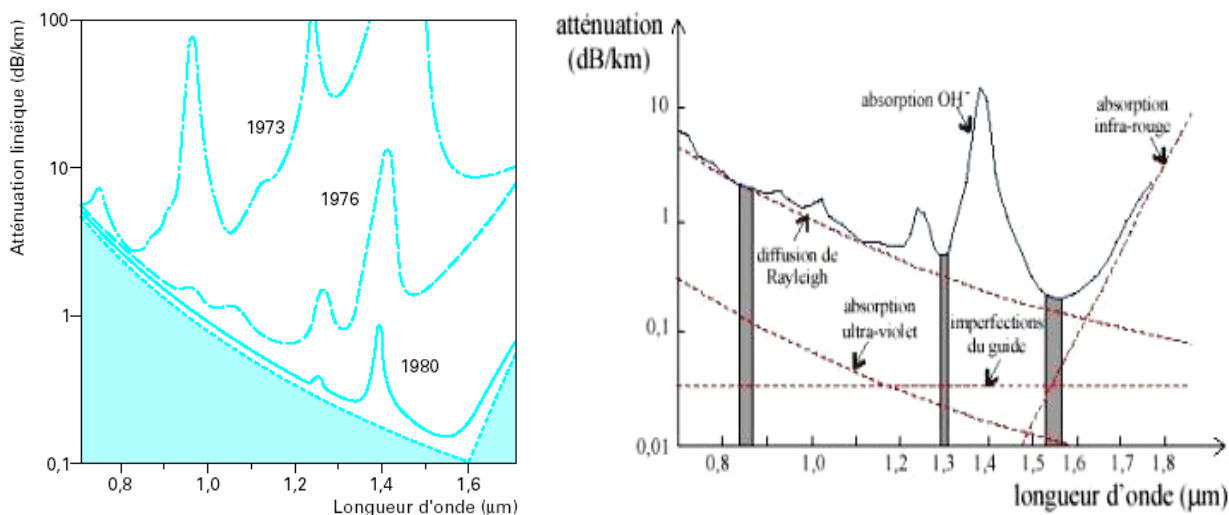 Atténuation linéique (dB/km)
100
10
1
0,1
1973
1976
1980
0,8
1,0
1,2
1,4
1,6
Longueur d'onde (µm)
atténuation
(dB/km)
10
1
0,1
0,01
absorption OH⁻
absorption
infra-rouge
diffusion de
Rayleigh
absorption
ultra-violet
imperfections
du guide
0,8
1,0
1,3
1,4
1,5
1,6
1,7
1,8
longueur d'onde (µm)